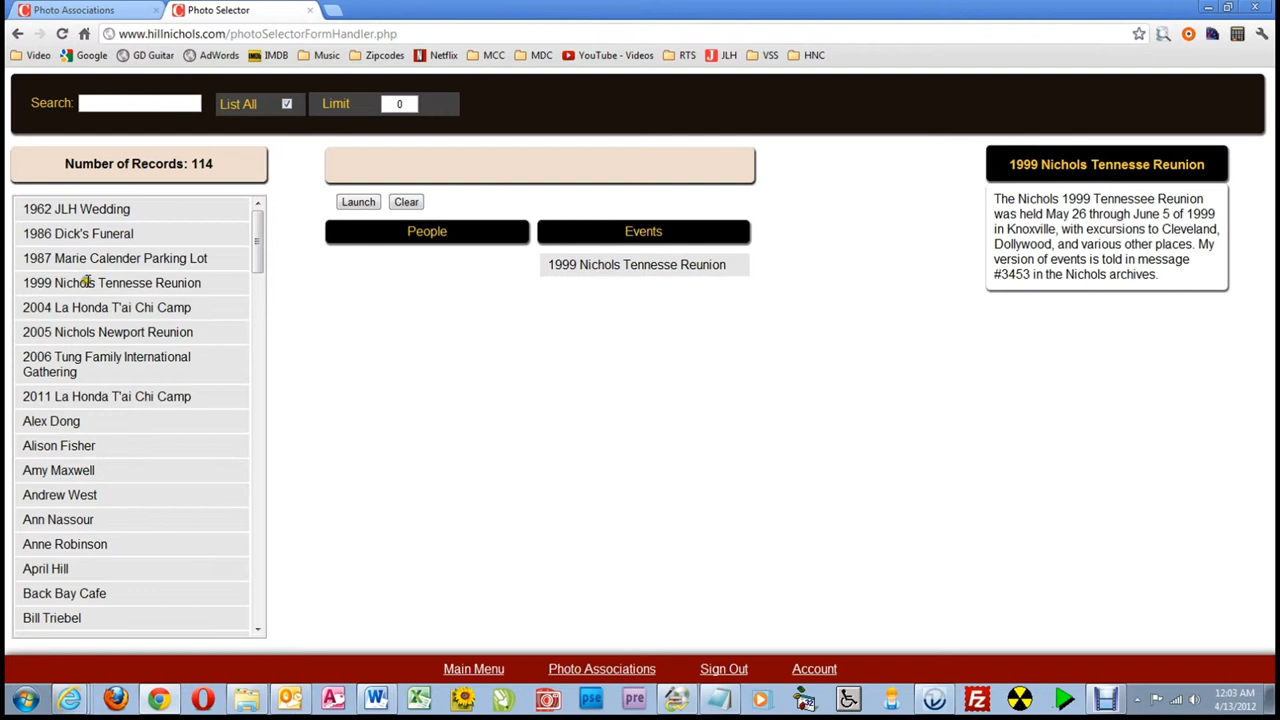 Photo Associations
Photo Selector
www.hillnichols.com/photoSelectorFormHandler.php
Video
Google
GD Guitar
AdWords
IMDB
Music
Zipcodes
Netflix
MCC
MDC
YouTube - Videos
RTS
JLH
VSS
HNC
Search:
List All
Limit
0
Number of Records: 114
1962 JLH Wedding
1986 Dick's Funeral
1987 Marie Calender Parking Lot
1999 Nichols Tennesse Reunion
2004 La Honda T'ai Chi Camp
2005 Nichols Newport Reunion
2006 Tung Family International
Gathering
2011 La Honda T'ai Chi Camp
Alex Dong
Alison Fisher
Amy Maxwell
Andrew West
Ann Nassour
Anne Robinson
April Hill
Back Bay Cafe
Bill Triebel
Launch
Clear
People
Events
1999 Nichols Tennesse Reunion
1999 Nichols Tennesse Reunion
The Nichols 1999 Tennessee Reunion
was held May 26 through June 5 of 1999
in Knoxville, with excursions to Cleveland,
Dollywood, and various other places. My
version of events is told in message
#3453 in the Nichols archives.
Main Menu
Photo Associations
Sign Out
Account
pse
pre
12:03 AM
4/13/2012